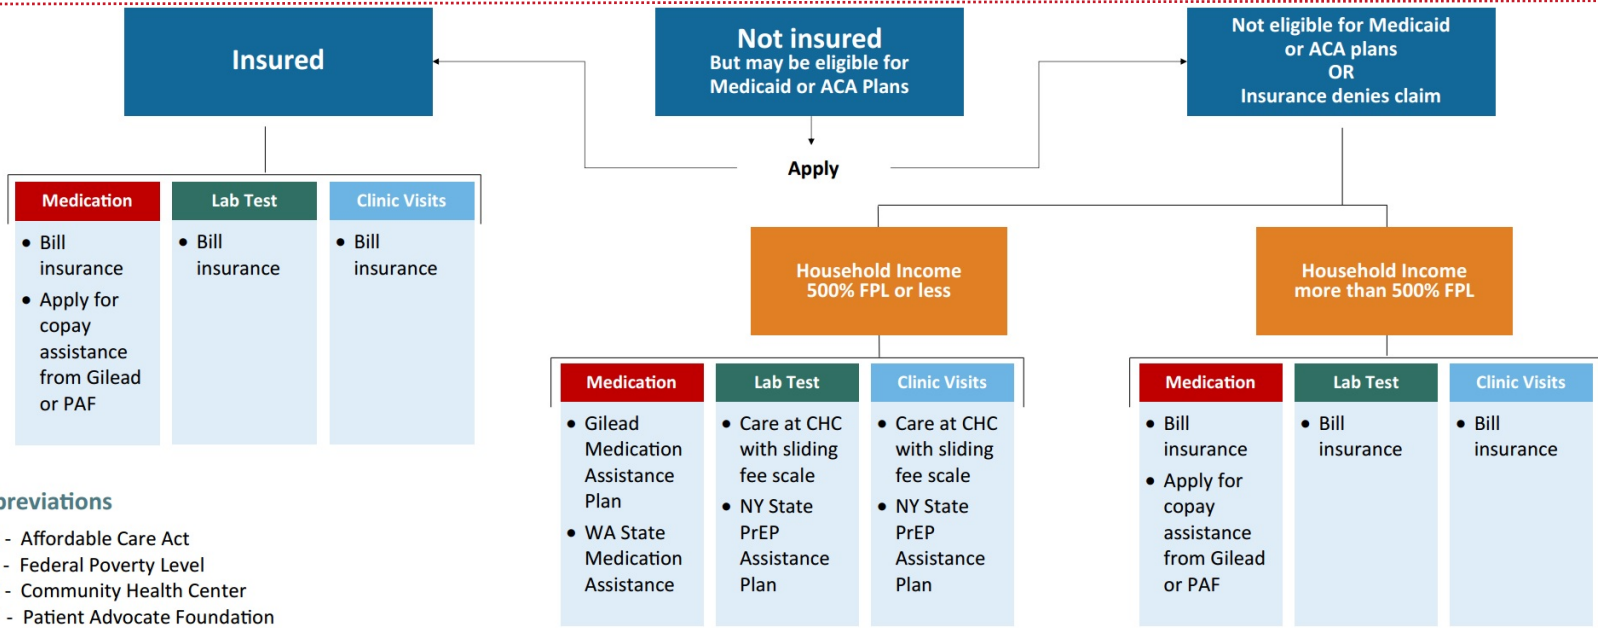 Insured
Not insured
But may be eligible for
Medicaid or ACA Plans
Not eligible for Medicaid
or ACA plans
OR
Insurance denies claim
Apply
Medication
Lab Test
Clinic Visits
• Bill
insurance
• Apply for
copay
assistance
from Gilead
or PAF
• Bill
insurance
• Bill
insurance
Household Income
500% FPL or less
Household Income
more than 500% FPL
Medication
Lab Test
Clinic Visits
• Gilead
Medication
Assistance
Plan
• WA State
Medication
Assistance
• Care at CHC
with sliding
fee scale
• NY State
PrEP
Assistance
Plan
• Care at CHC
with sliding
fee scale
• NY State
PrEP
Assistance
Plan
Medication
Lab Test
Clinic Visits
• Bill
insurance
• Apply for
copay
assistance
from Gilead
or PAF
• Bill
insurance
• Bill
insurance
breviations
- Affordable Care Act
- Federal Poverty Level
- Community Health Center
- Patient Advocate Foundation